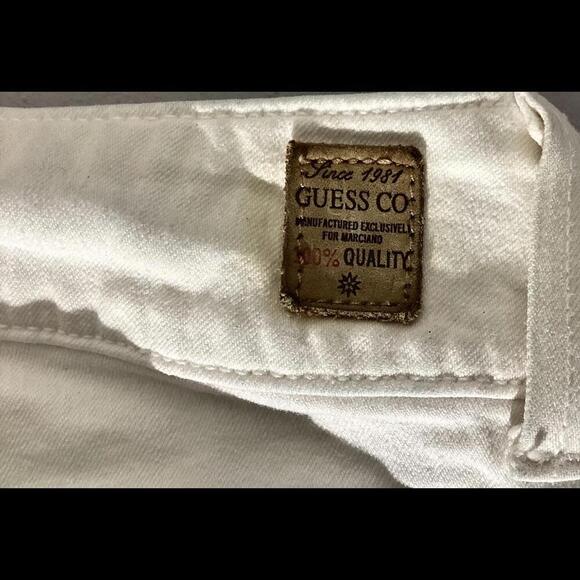 Since 1981
GUESS CO
MANUFACTURED EXCLUSIVELY
FOR MARCIANO
100% QUALITY